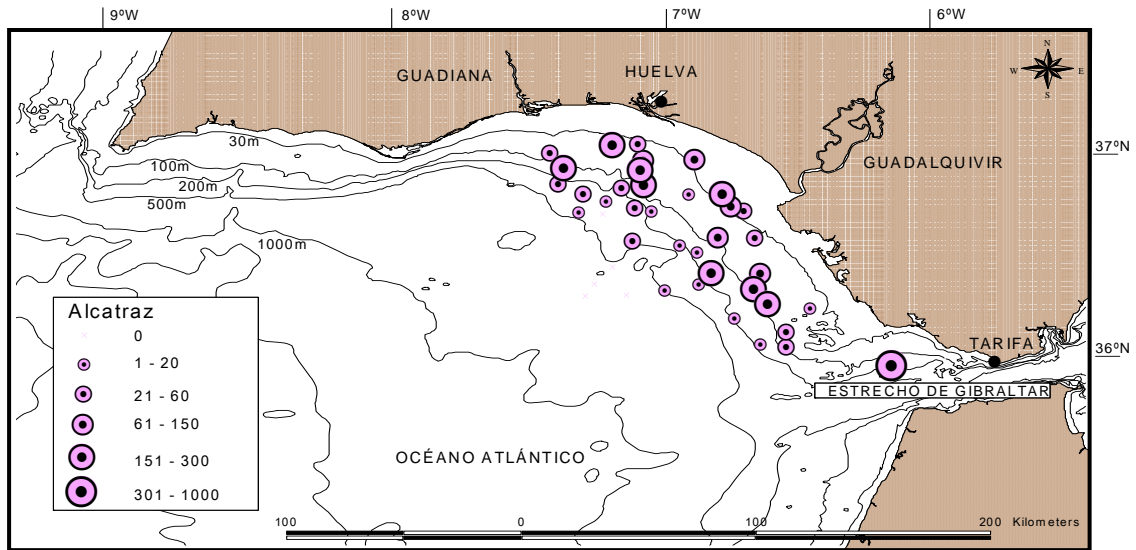 9ºW 8ºW 7ºW 6ºW
N
W E
S
GUADIANA HUELVA
37ºN
GUADALQUIVIR
30m
100m
200m
500m
1000m
Alcatraz
0
1 - 20
21 - 60
61 - 150
151 - 300
301 - 1000
TARIFA
36ºN
ESTRECHO DE GIBRALTAR
OCÉANO ATLÁNTICO
100 0 100 200 Kilometers